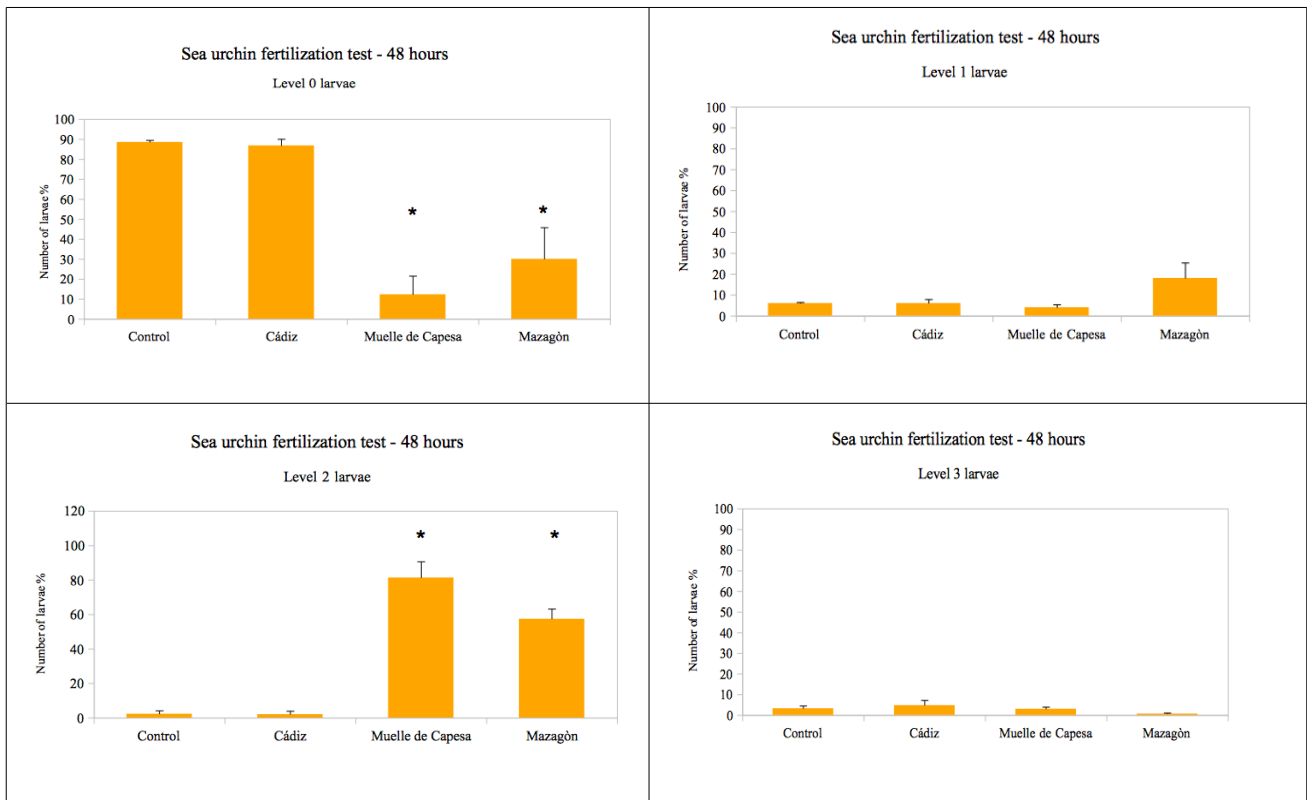 Sea urchin fertilization test - 48 hours
Level 0 larvae
Number of larvae %
100
90
80
70
60
50
40
30
20
10
0
*
*
Control Cádiz Muelle de Capesa Mazagòn
Sea urchin fertilization test - 48 hours
Level 1 larvae
Number of larvae %
100
90
80
70
60
50
40
30
20
10
0
Control Cádiz Muelle de Capesa Mazagòn
Sea urchin fertilization test - 48 hours
Level 2 larvae
Number of larvae %
120
100
80
60
40
20
0
*
*
Control Cádiz Muelle de Capesa Mazagòn
Sea urchin fertilization test - 48 hours
Level 3 larvae
Number of larvae %
100
90
80
70
60
50
40
30
20
10
0
Control Cádiz Muelle de Capesa Mazagòn